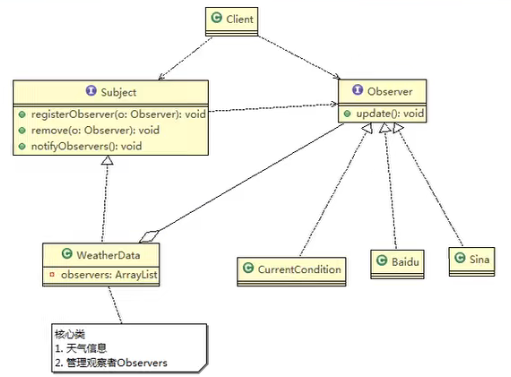 Client
Subject
registerObserver(o: Observer): void
remove(o: Observer): void
notifyObservers(): void
Observer
update(): void
WeatherData
observers: ArrayList
CurrentCondition
Baidu
Sina
核心类
1. 天气信息
2. 管理观察者Observers